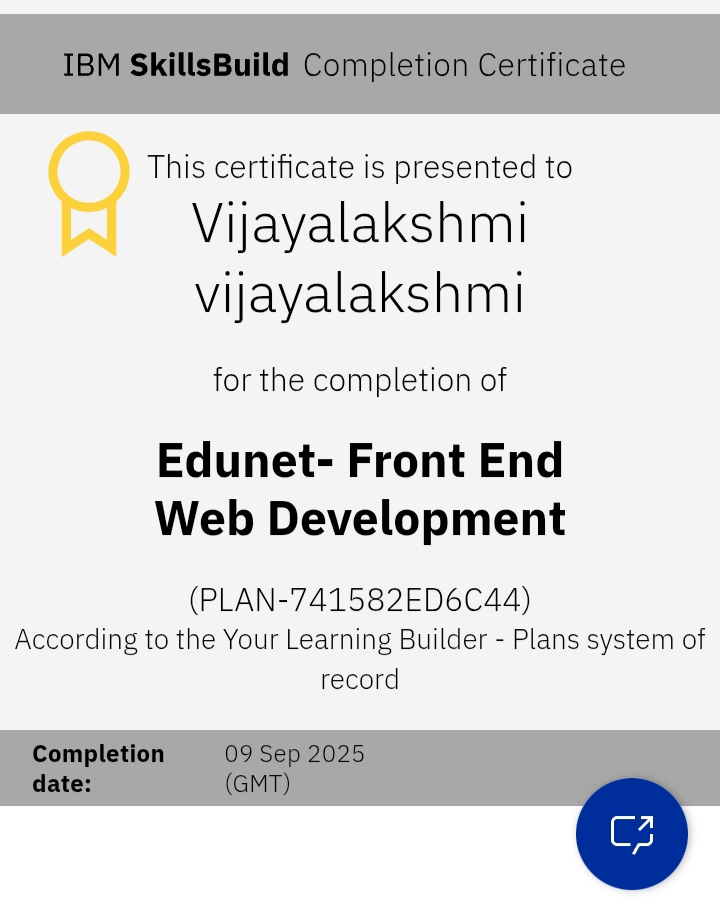 IBM SkillsBuild Completion Certificate
This certificate is presented to
Vijayalakshmi
vijayalakshmi
for the completion of
Edunet- Front End
Web Development
(PLAN-741582ED6C44)
According to the Your Learning Builder - Plans system of
record
Completion date: 09 Sep 2025 (GMT)